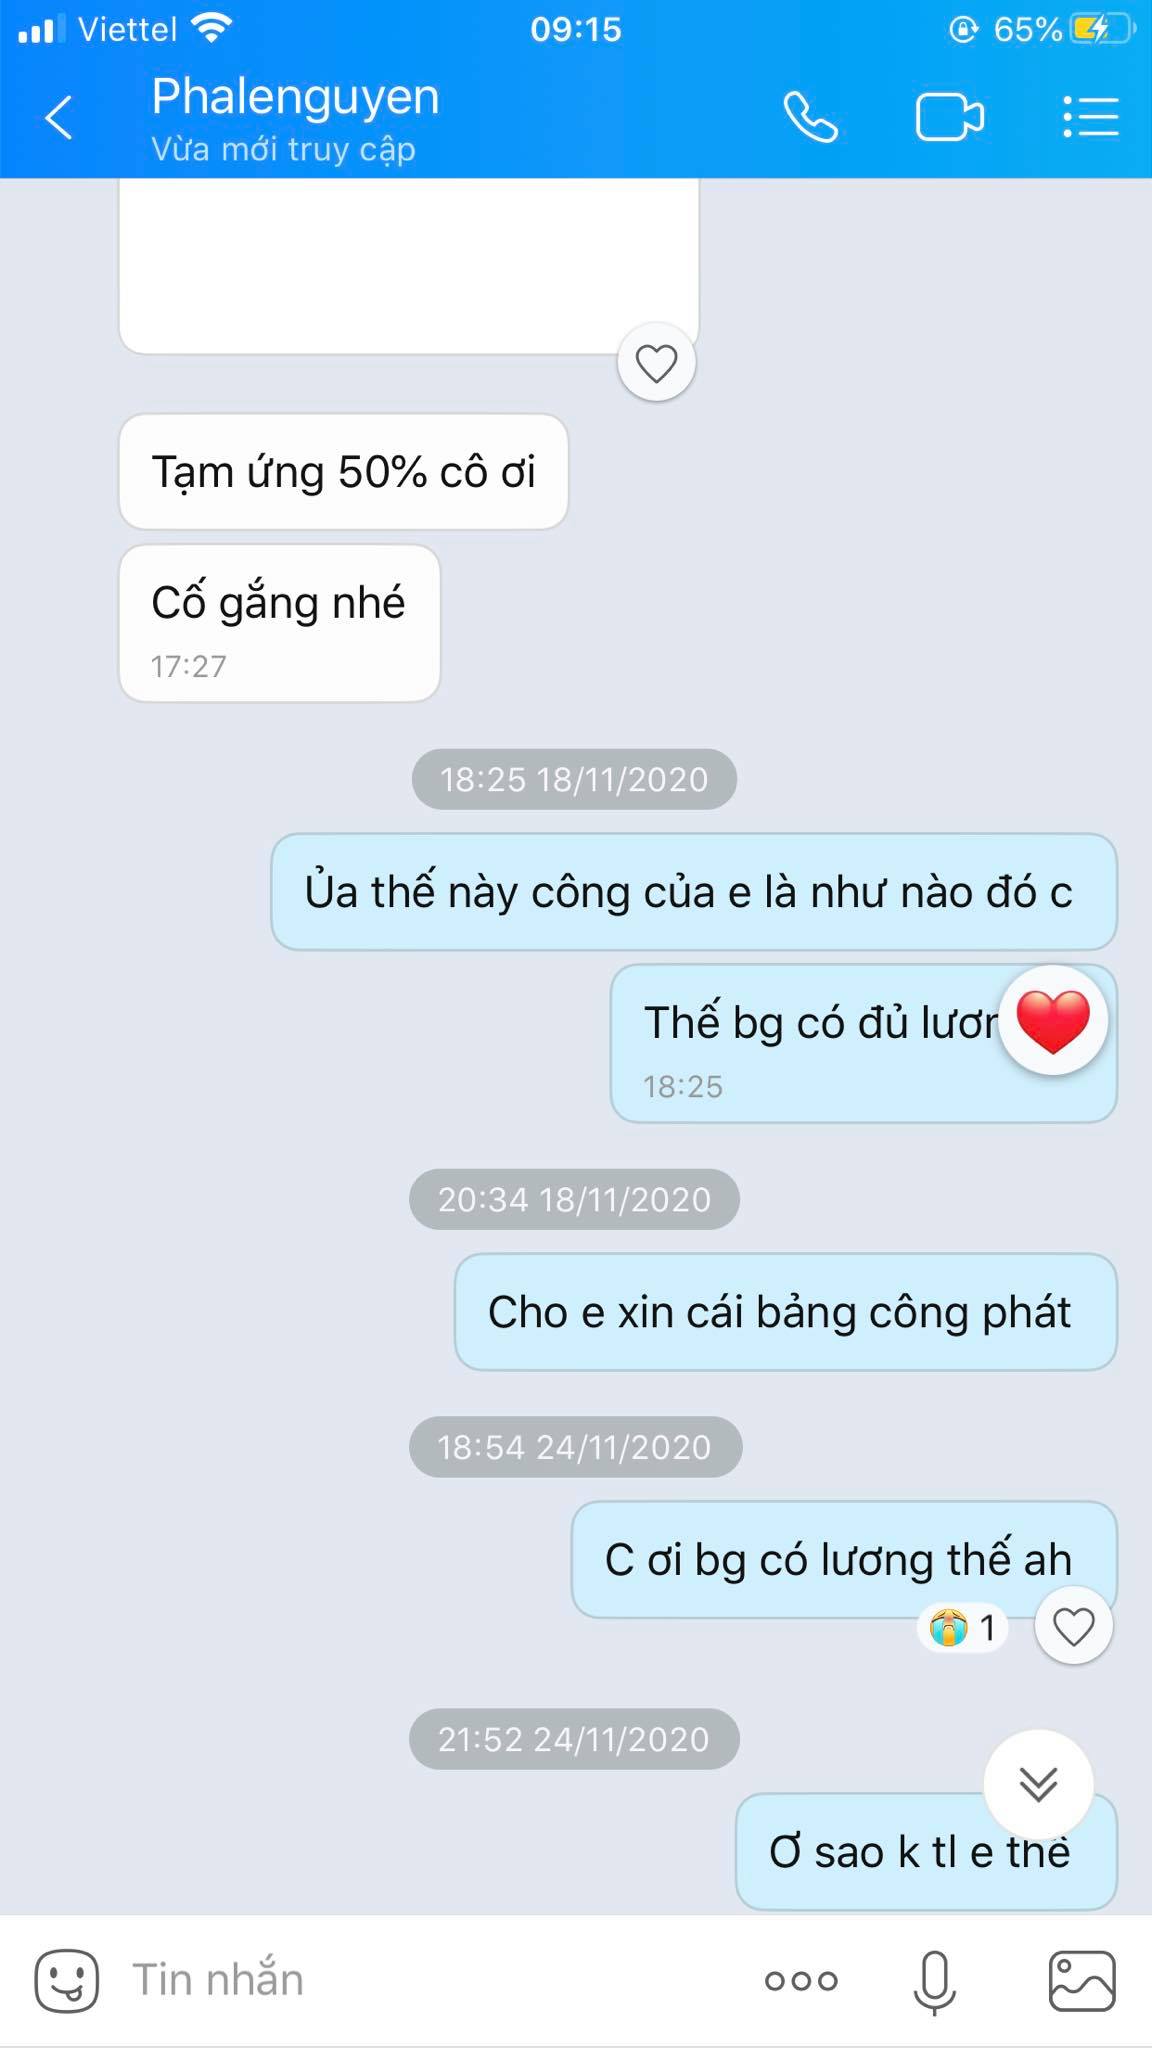 Viettel 09:15 65%
Phalenguyen
Vừa mới truy cập
Tạm ứng 50% cô ơi
Cố gắng nhé
17:27
18:25 18/11/2020
Ủa thế này công của e là như nào đó c
Thế bg có đủ
18:25
20:34 18/11/2020
Cho e xin cái bảng công phát
18:54 24/11/2020
C ơi bg có lương thế ah
1
21:52 24/11/2020
Ơ sao k tl e thế
Tin nhắn